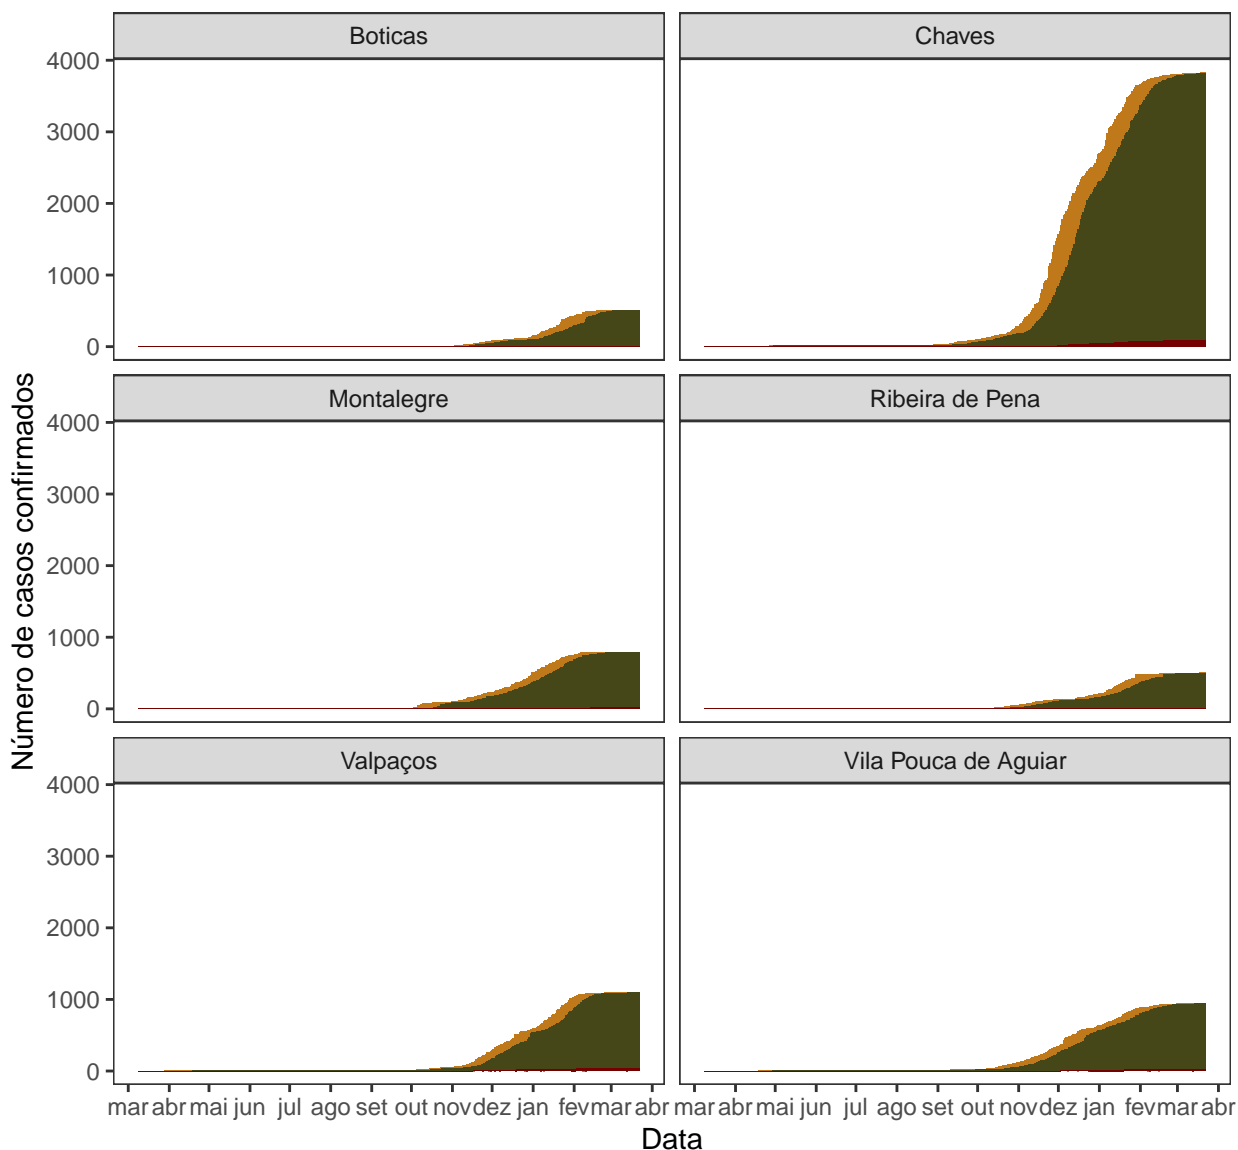 Boticas
Chaves
4000
3000
2000
1000
0
Montalegre
Ribeira de Pena
4000
3000
2000
1000
0
Valpaços
Vila Pouca de Aguiar
4000
3000
2000
1000
0
mar abr mai jun jul ago set out nov dez jan fev mar abr
mar abr mai jun jul ago set out nov dez jan fev mar abr
Data
Número de casos confirmados